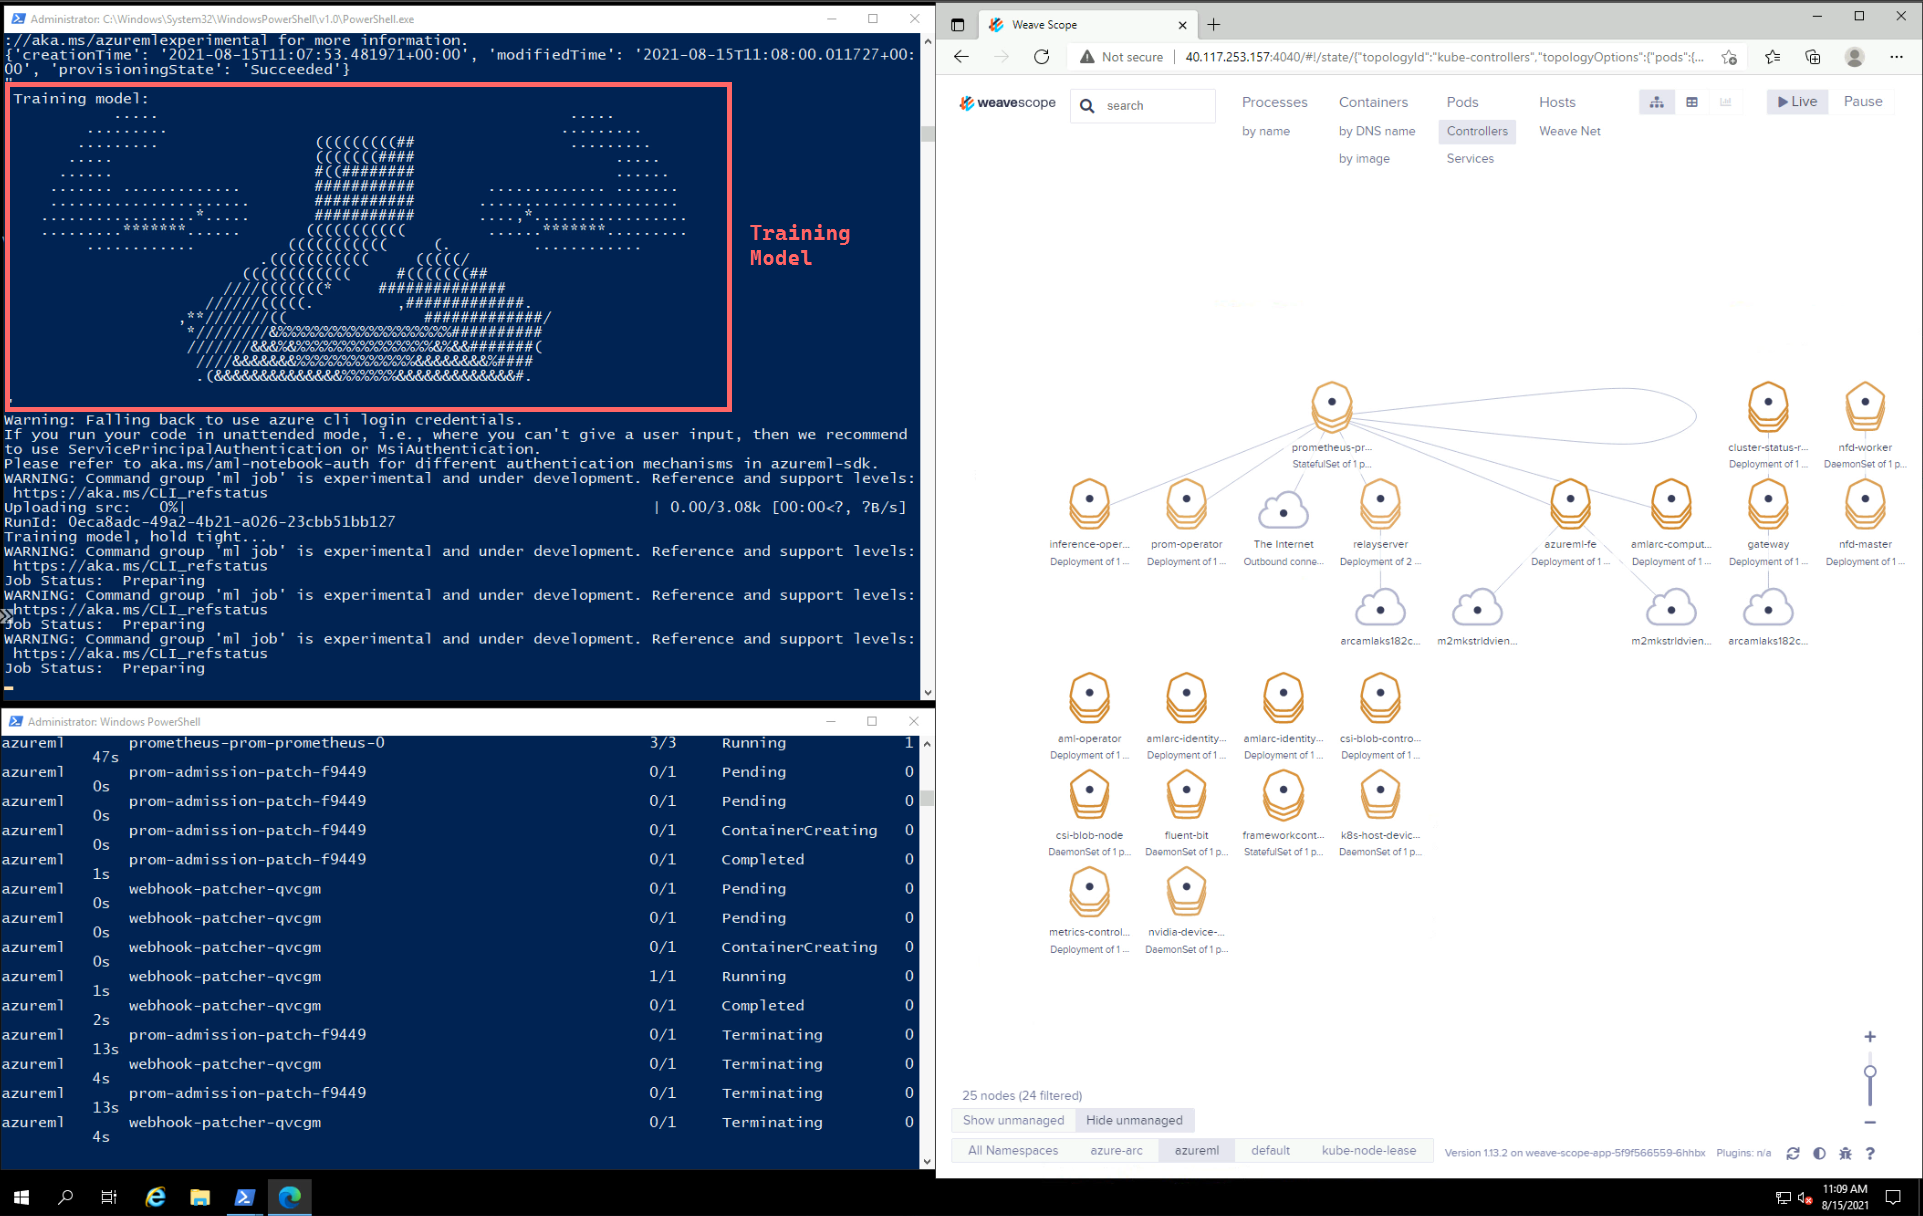 Administrator: C:\Windows\System32\WindowsPowerShell\v1.0\PowerShell.exe
://aka.ms/azuremlexperimental for more information.
{'creationTime': '2021-08-15T11:07:53.481971+00:00', 'modifiedTime': '2021-08-15T11:08:00.011727+00:
00', 'provisioningState': 'Succeeded'}
"
Training model:
Training
Model
Warning: Falling back to use azure cli login credentials.
If you run your code in unattended mode, i.e., where you can't give a user input, then we recommend
to use ServicePrincipalAuthentication or MsiAuthentication.
Please refer to aka.ms/aml-notebook-auth for different authentication mechanisms in azureml-sdk.
WARNING: Command group 'ml job' is experimental and under development. Reference and support levels:
https://aka.ms/CLI_refstatus
Uploading src:   0%|          | 0.00/3.08k [00:00<?, ?B/s]
RunId: 0eca8adc-49a2-4b21-a026-23cbb51bb127
Training model, hold tight...
WARNING: Command group 'ml job' is experimental and under development. Reference and support levels:
https://aka.ms/CLI_refstatus
Job Status:  Preparing
WARNING: Command group 'ml job' is experimental and under development. Reference and support levels:
https://aka.ms/CLI_refstatus
Job Status:  Preparing
WARNING: Command group 'ml job' is experimental and under development. Reference and support levels:
https://aka.ms/CLI_refstatus
Job Status:  Preparing
Administrator: Windows PowerShell
azureml prometheus-prom-prometheus-0 3/3 Running 1
47s
azureml prom-admission-patch-f9449 0/1 Pending 0
0s
azureml prom-admission-patch-f9449 0/1 Pending 0
0s
azureml prom-admission-patch-f9449 0/1 ContainerCreating 0
0s
azureml prom-admission-patch-f9449 0/1 Completed 0
1s
azureml webhook-patcher-qvcgm 0/1 Pending 0
0s
azureml webhook-patcher-qvcgm 0/1 Pending 0
0s
azureml webhook-patcher-qvcgm 0/1 ContainerCreating 0
0s
azureml webhook-patcher-qvcgm 1/1 Running 0
1s
azureml webhook-patcher-qvcgm 0/1 Completed 0
2s
azureml prom-admission-patch-f9449 0/1 Terminating 0
13s
azureml webhook-patcher-qvcgm 0/1 Terminating 0
4s
azureml prom-admission-patch-f9449 0/1 Terminating 0
13s
azureml webhook-patcher-qvcgm 0/1 Terminating 0
4s
Weave Scope
Not secure | 40.117.253.157:4040/#!/state/{"topologyId":"kube-controllers","topologyOptions":{"pods":{...
weavescope
search
Processes Containers Pods Hosts
by name by DNS name Controllers Weave Net
by image Services
Live Pause
prometheus-pr...
StatefulSet of 1 p...
cluster-status-r... nfd-worker
Deployment of 1 ... DaemonSet of 1 p...
inference-oper... prom-operator The Internet relayserver azureml-fe amlarc-comput... gateway nfd-master
Deployment of 1 ... Deployment of 1 ... Outbound conne... Deployment of 2 ... Deployment of 1 ... Deployment of 1 ... Deployment of 1 ... Deployment of 1 ...
arcamlaks182c... m2mkstrldvien... m2mkstrldvien... arcamlaks182c...
aml-operator amlarc-identity... amlarc-identity... csi-blob-contro...
Deployment of 1 ... Deployment of 1 ... Deployment of 1 ... Deployment of 1 ...
csi-blob-node fluent-bit frameworkcont... k8s-host-devic...
DaemonSet of 1 p... DaemonSet of 1 p... StatefulSet of 1 p... DaemonSet of 1 p...
metrics-control... nvidia-device-...
Deployment of 1 ... DaemonSet of 1 p...
25 nodes (24 filtered)
Show unmanaged Hide unmanaged
All Namespaces azure-arc azureml default kube-node-lease
Version 1.13.2 on weave-scope-app-5f9f566559-6hhbx Plugins: n/a
11:09 AM
8/15/2021